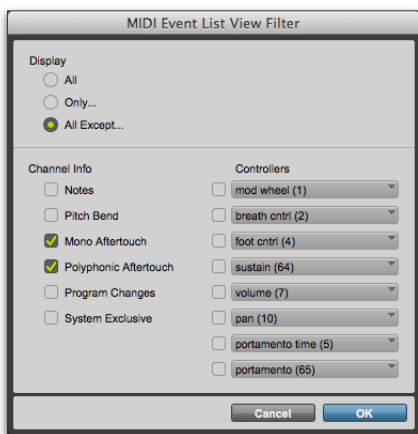 MIDI Event List View Filter
Display
All
Only...
All Except...
Channel Info
Notes
Pitch Bend
Mono Aftertouch
Polyphonic Aftertouch
Program Changes
System Exclusive
Controllers
mod wheel (1)
breath cntrl (2)
foot cntrl (4)
sustain (64)
volume (7)
pan (10)
portamento time (5)
portamento (65)
Cancel
OK